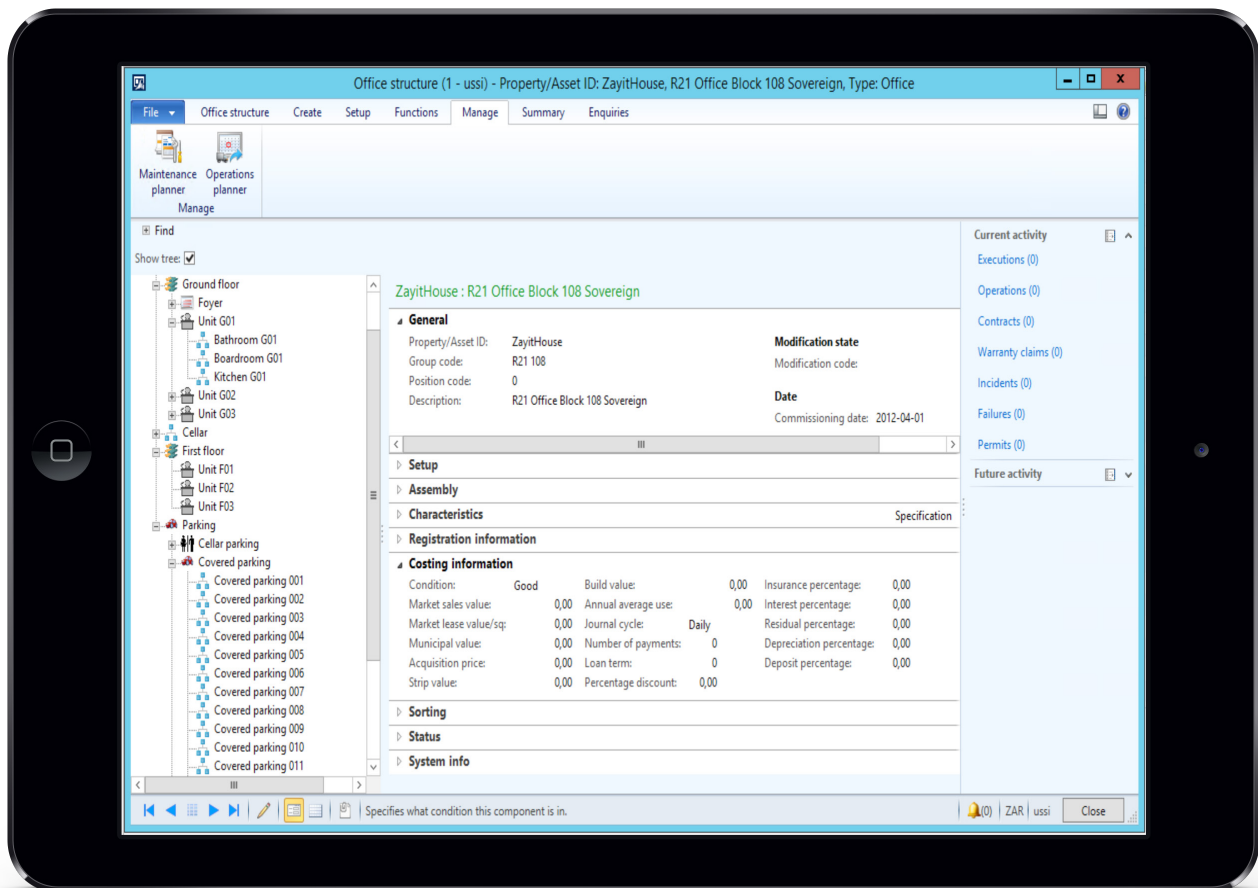 Office structure (1 - ussi) - Property/Asset ID: ZayitHouse, R21 Office Block 108 Sovereign, Type: Office
File Office structure Create Setup Functions Manage Summary Enquiries
Maintenance planner
Operations planner
Manage
Find
Show tree:
Ground floor
Foyer
Unit G01
Bathroom G01
Boardroom G01
Kitchen G01
Unit G02
Unit G03
Cellar
First floor
Unit F01
Unit F02
Unit F03
Parking
Cellar parking
Covered parking
Covered parking 001
Covered parking 002
Covered parking 003
Covered parking 004
Covered parking 005
Covered parking 006
Covered parking 007
Covered parking 008
Covered parking 009
Covered parking 010
Covered parking 011
ZayitHouse : R21 Office Block 108 Sovereign
General
Property/Asset ID: ZayitHouse
Group code: R21 108
Position code: 0
Description: R21 Office Block 108 Sovereign
Modification state
Modification code:
Date
Commissioning date: 2012-04-01
Setup
Assembly
Characteristics Specification
Registration information
Costing information
Condition: Good Build value: 0,00 Insurance percentage: 0,00
Market sales value: 0,00 Annual average use: 0,00 Interest percentage: 0,00
Market lease value/sq: 0,00 Journal cycle: Daily Residual percentage: 0,00
Municipal value: 0,00 Number of payments: 0 Depreciation percentage: 0,00
Acquisition price: 0,00 Loan term: 0 Deposit percentage: 0,00
Strip value: 0,00 Percentage discount: 0,00
Sorting
Status
System info
Current activity
Executions (0)
Operations (0)
Contracts (0)
Warranty claims (0)
Incidents (0)
Failures (0)
Permits (0)
Future activity
Specifies what condition this component is in.
(0) ZAR ussi Close